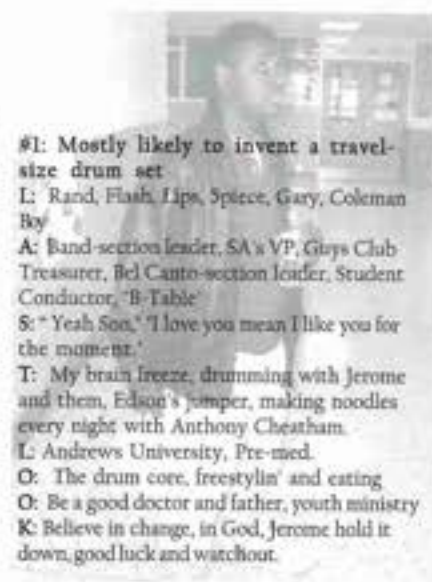 #1: Mostly likely to invent a travel-
size drum set
L: Rand, Flash, Lips, Spiece, Gary, Coleman
Boy
A: Band-section leader, SA's VP, Guys Club
Treasurer, Bel Canto-section leader, Student
Conductor, "B-Table"
S: " Yeah Son," "I love you mean I like you for
the moment."
T: My brain freeze, drumming with Jerome
and them, Edson's jumper, making noodles
every night with Anthony Cheatham.
L: Andrews University, Pre-med.
O: The drum core, freestylin' and eating
O: Be a good doctor and father, youth ministry
K: Believe in change, in God, Jerome hold it
down, good luck and watchout.